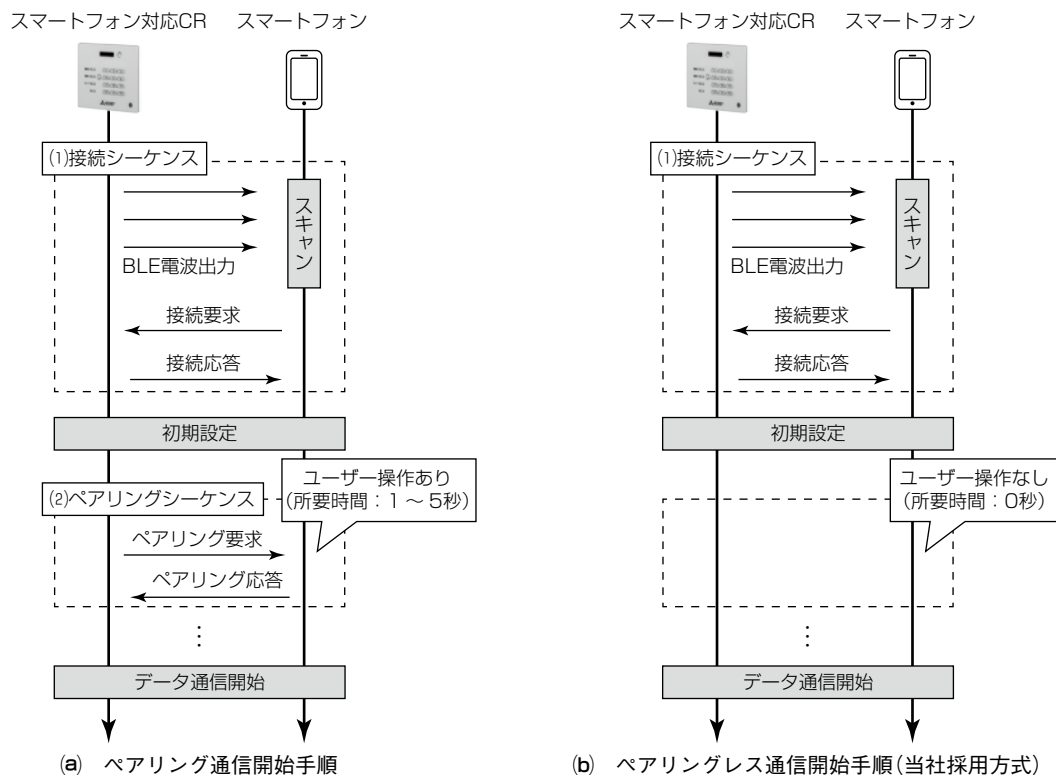 スマートフォン対応CR スマートフォン
(1)接続シーケンス
スキャン
BLE電波出力
接続要求
接続応答
初期設定
(2)ペアリングシーケンス
ユーザー操作あり
(所要時間：1～5秒)
ペアリング要求
ペアリング応答
⋮
データ通信開始
(a) ペアリング通信開始手順
スマートフォン対応CR スマートフォン
(1)接続シーケンス
スキャン
BLE電波出力
接続要求
接続応答
初期設定
ユーザー操作なし
(所要時間：0秒)
⋮
データ通信開始
(b) ペアリングレス通信開始手順(当社採用方式)